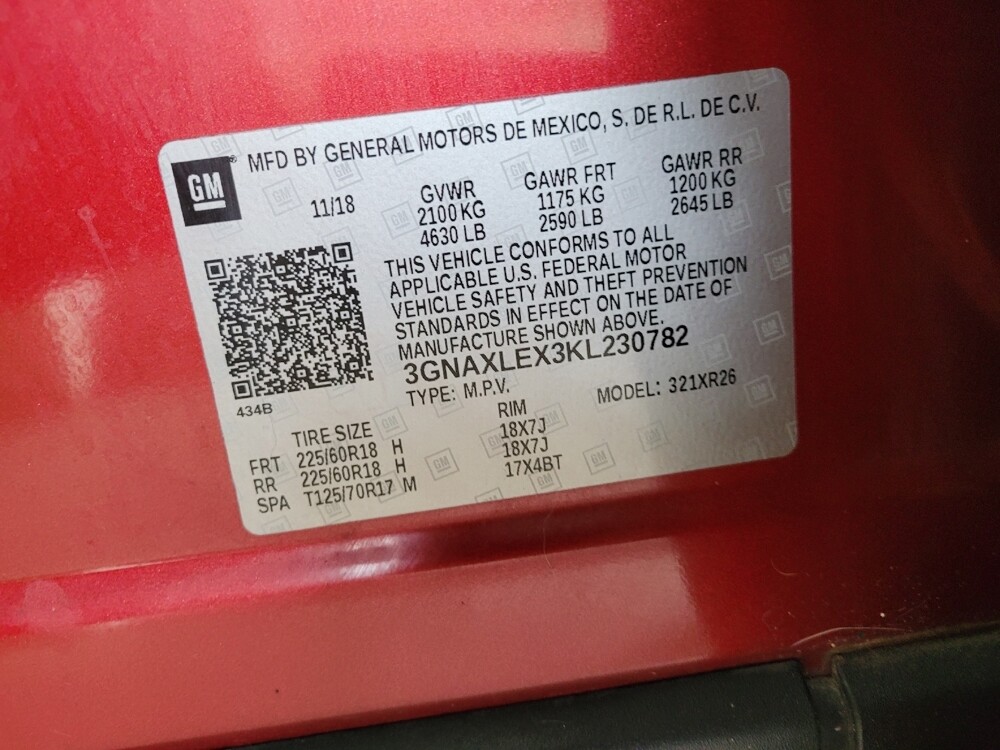 GM® MFD BY GENERAL MOTORS DE MEXICO, S. DE R.L. DE C.V.
11/18
GVWR GAWR FRT GAWR RR
2100 KG 1175 KG 1200 KG
4630 LB 2590 LB 2645 LB
THIS VEHICLE CONFORMS TO ALL
APPLICABLE U.S. FEDERAL MOTOR
VEHICLE SAFETY AND THEFT PREVENTION
STANDARDS IN EFFECT ON THE DATE OF
MANUFACTURE SHOWN ABOVE.
3GNAXLEX3KL230782
TYPE: M.P.V. MODEL: 321XR26
434B
TIRE SIZE RIM
FRT 225/60R18 H 18X7J
RR 225/60R18 H 18X7J
SPA T125/70R17 M 17X4BT